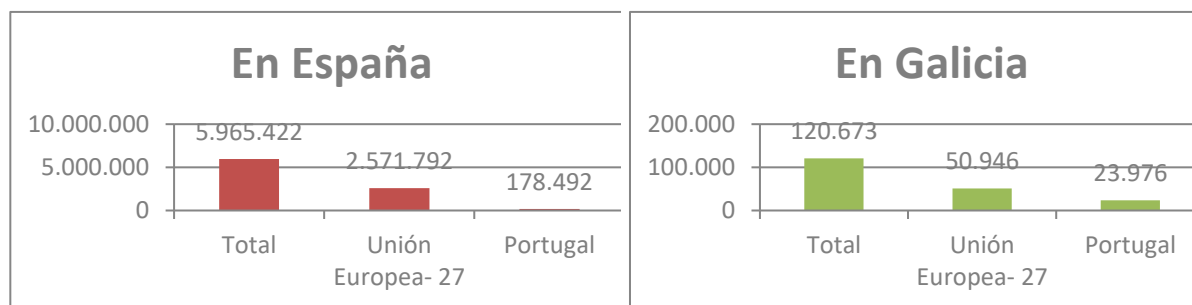 En España
10.000.000
5.000.000
0
5.965.422
2.571.792
178.492
Total
Unión
Europea- 27
Portugal
En Galicia
200.000
100.000
0
120.673
50.946
23.976
Total
Unión
Europea- 27
Portugal